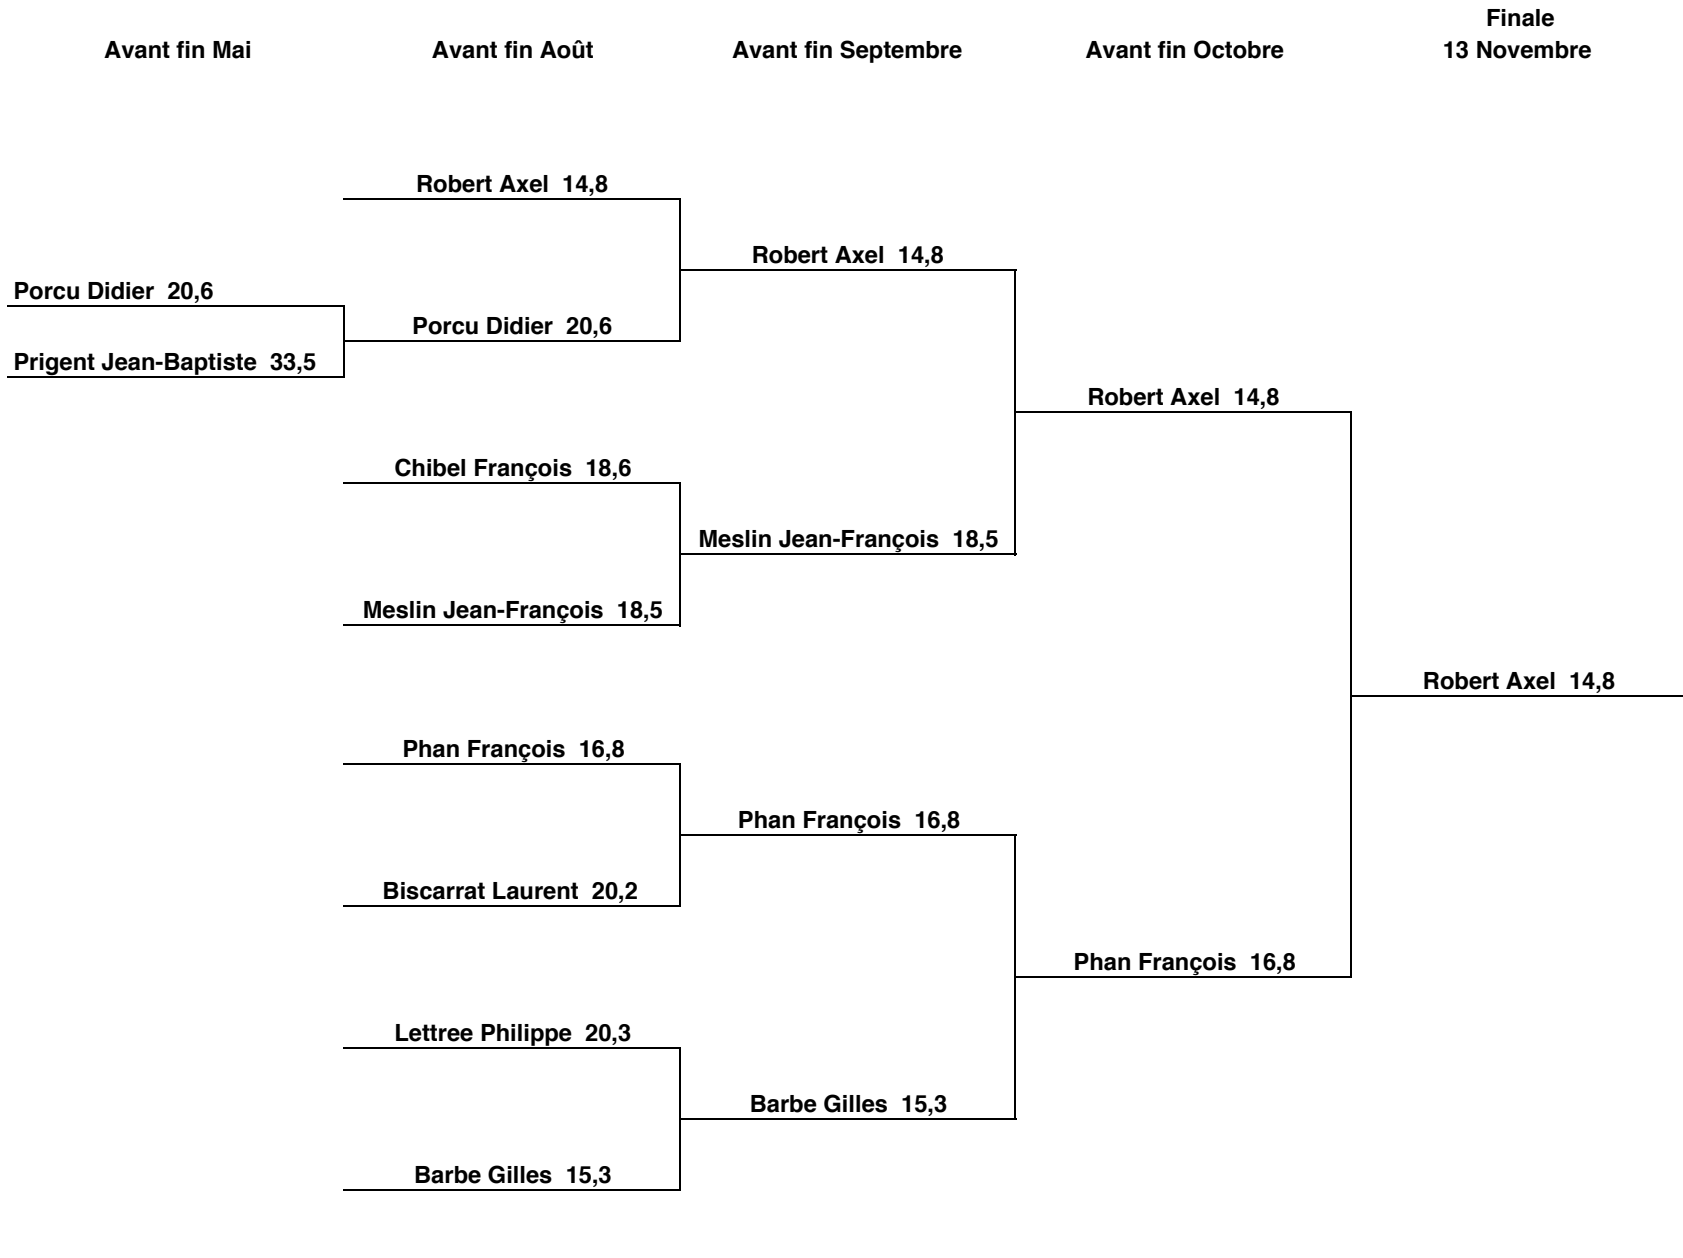 Finale
Avant fin Mai Avant fin Août Avant fin Septembre Avant fin Octobre 13 Novembre
Robert Axel 14,8
Robert Axel 14,8
Porcu Didier 20,6
Porcu Didier 20,6
Prigent Jean-Baptiste 33,5
Robert Axel 14,8
Chibel François 18,6
Meslin Jean-François 18,5
Meslin Jean-François 18,5
Robert Axel 14,8
Phan François 16,8
Phan François 16,8
Biscarrat Laurent 20,2
Phan François 16,8
Lettree Philippe 20,3
Barbe Gilles 15,3
Barbe Gilles 15,3